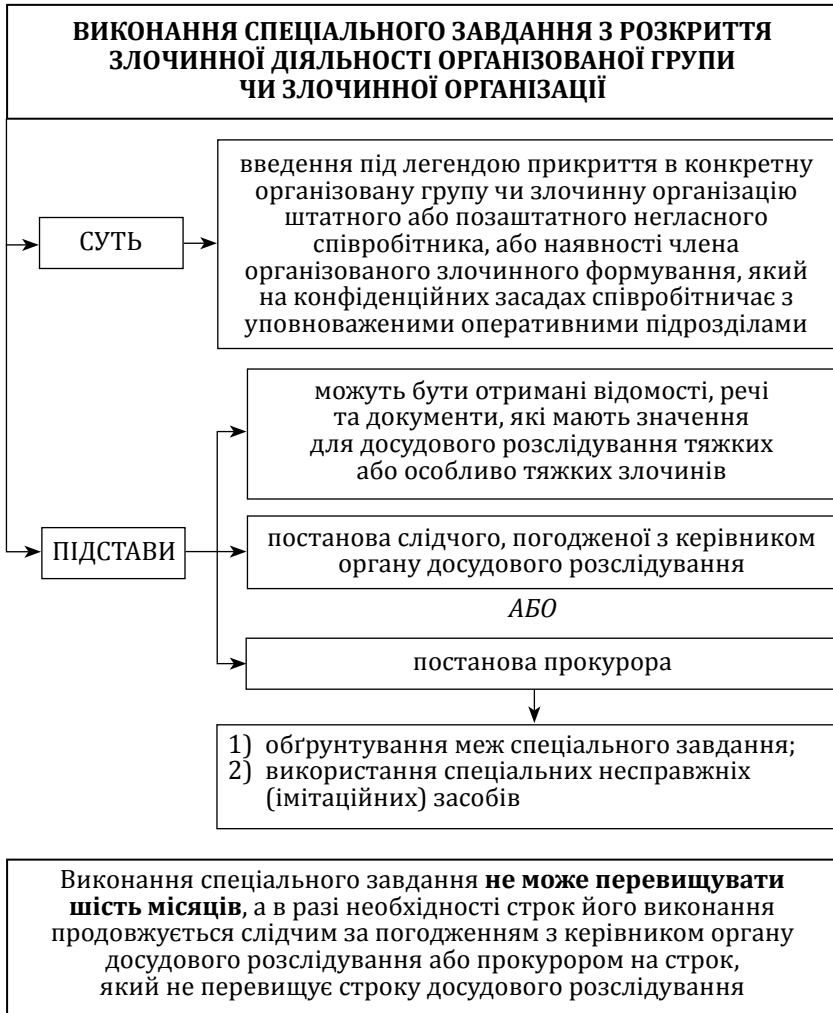 ВИКОНАННЯ СПЕЦІАЛЬНОГО ЗАВДАННЯ З РОЗКРИТТЯ
ЗЛОЧИННОЇ ДІЯЛЬНОСТІ ОРГАНІЗОВАНОЇ ГРУПИ
ЧИ ЗЛОЧИННОЇ ОРГАНІЗАЦІЇ
СУТЬ
введення під легендою прикриття в конкретну
організовану групу чи злочинну організацію
штатного або позаштатного негласного
співробітника, або наявності члена
організованого злочинного формування, який
на конфіденційних засадах співробітничає з
уповноваженими оперативними підрозділами
ПІДСТАВИ
можуть бути отримані відомості, речі
та документи, які мають значення
для досудового розслідування тяжких
або особливо тяжких злочинів
постанова слідчого, погодженої з керівником
органу досудового розслідування
АБО
постанова прокурора
1) обґрунтування меж спеціального завдання;
2) використання спеціальних несправжніх
(імітаційних) засобів
Виконання спеціального завдання не може перевищувати
шість місяців, а в разі необхідності строк його виконання
продовжується слідчим за погодженням з керівником органу
досудового розслідування або прокурором на строк,
який не перевищує строку досудового розслідування